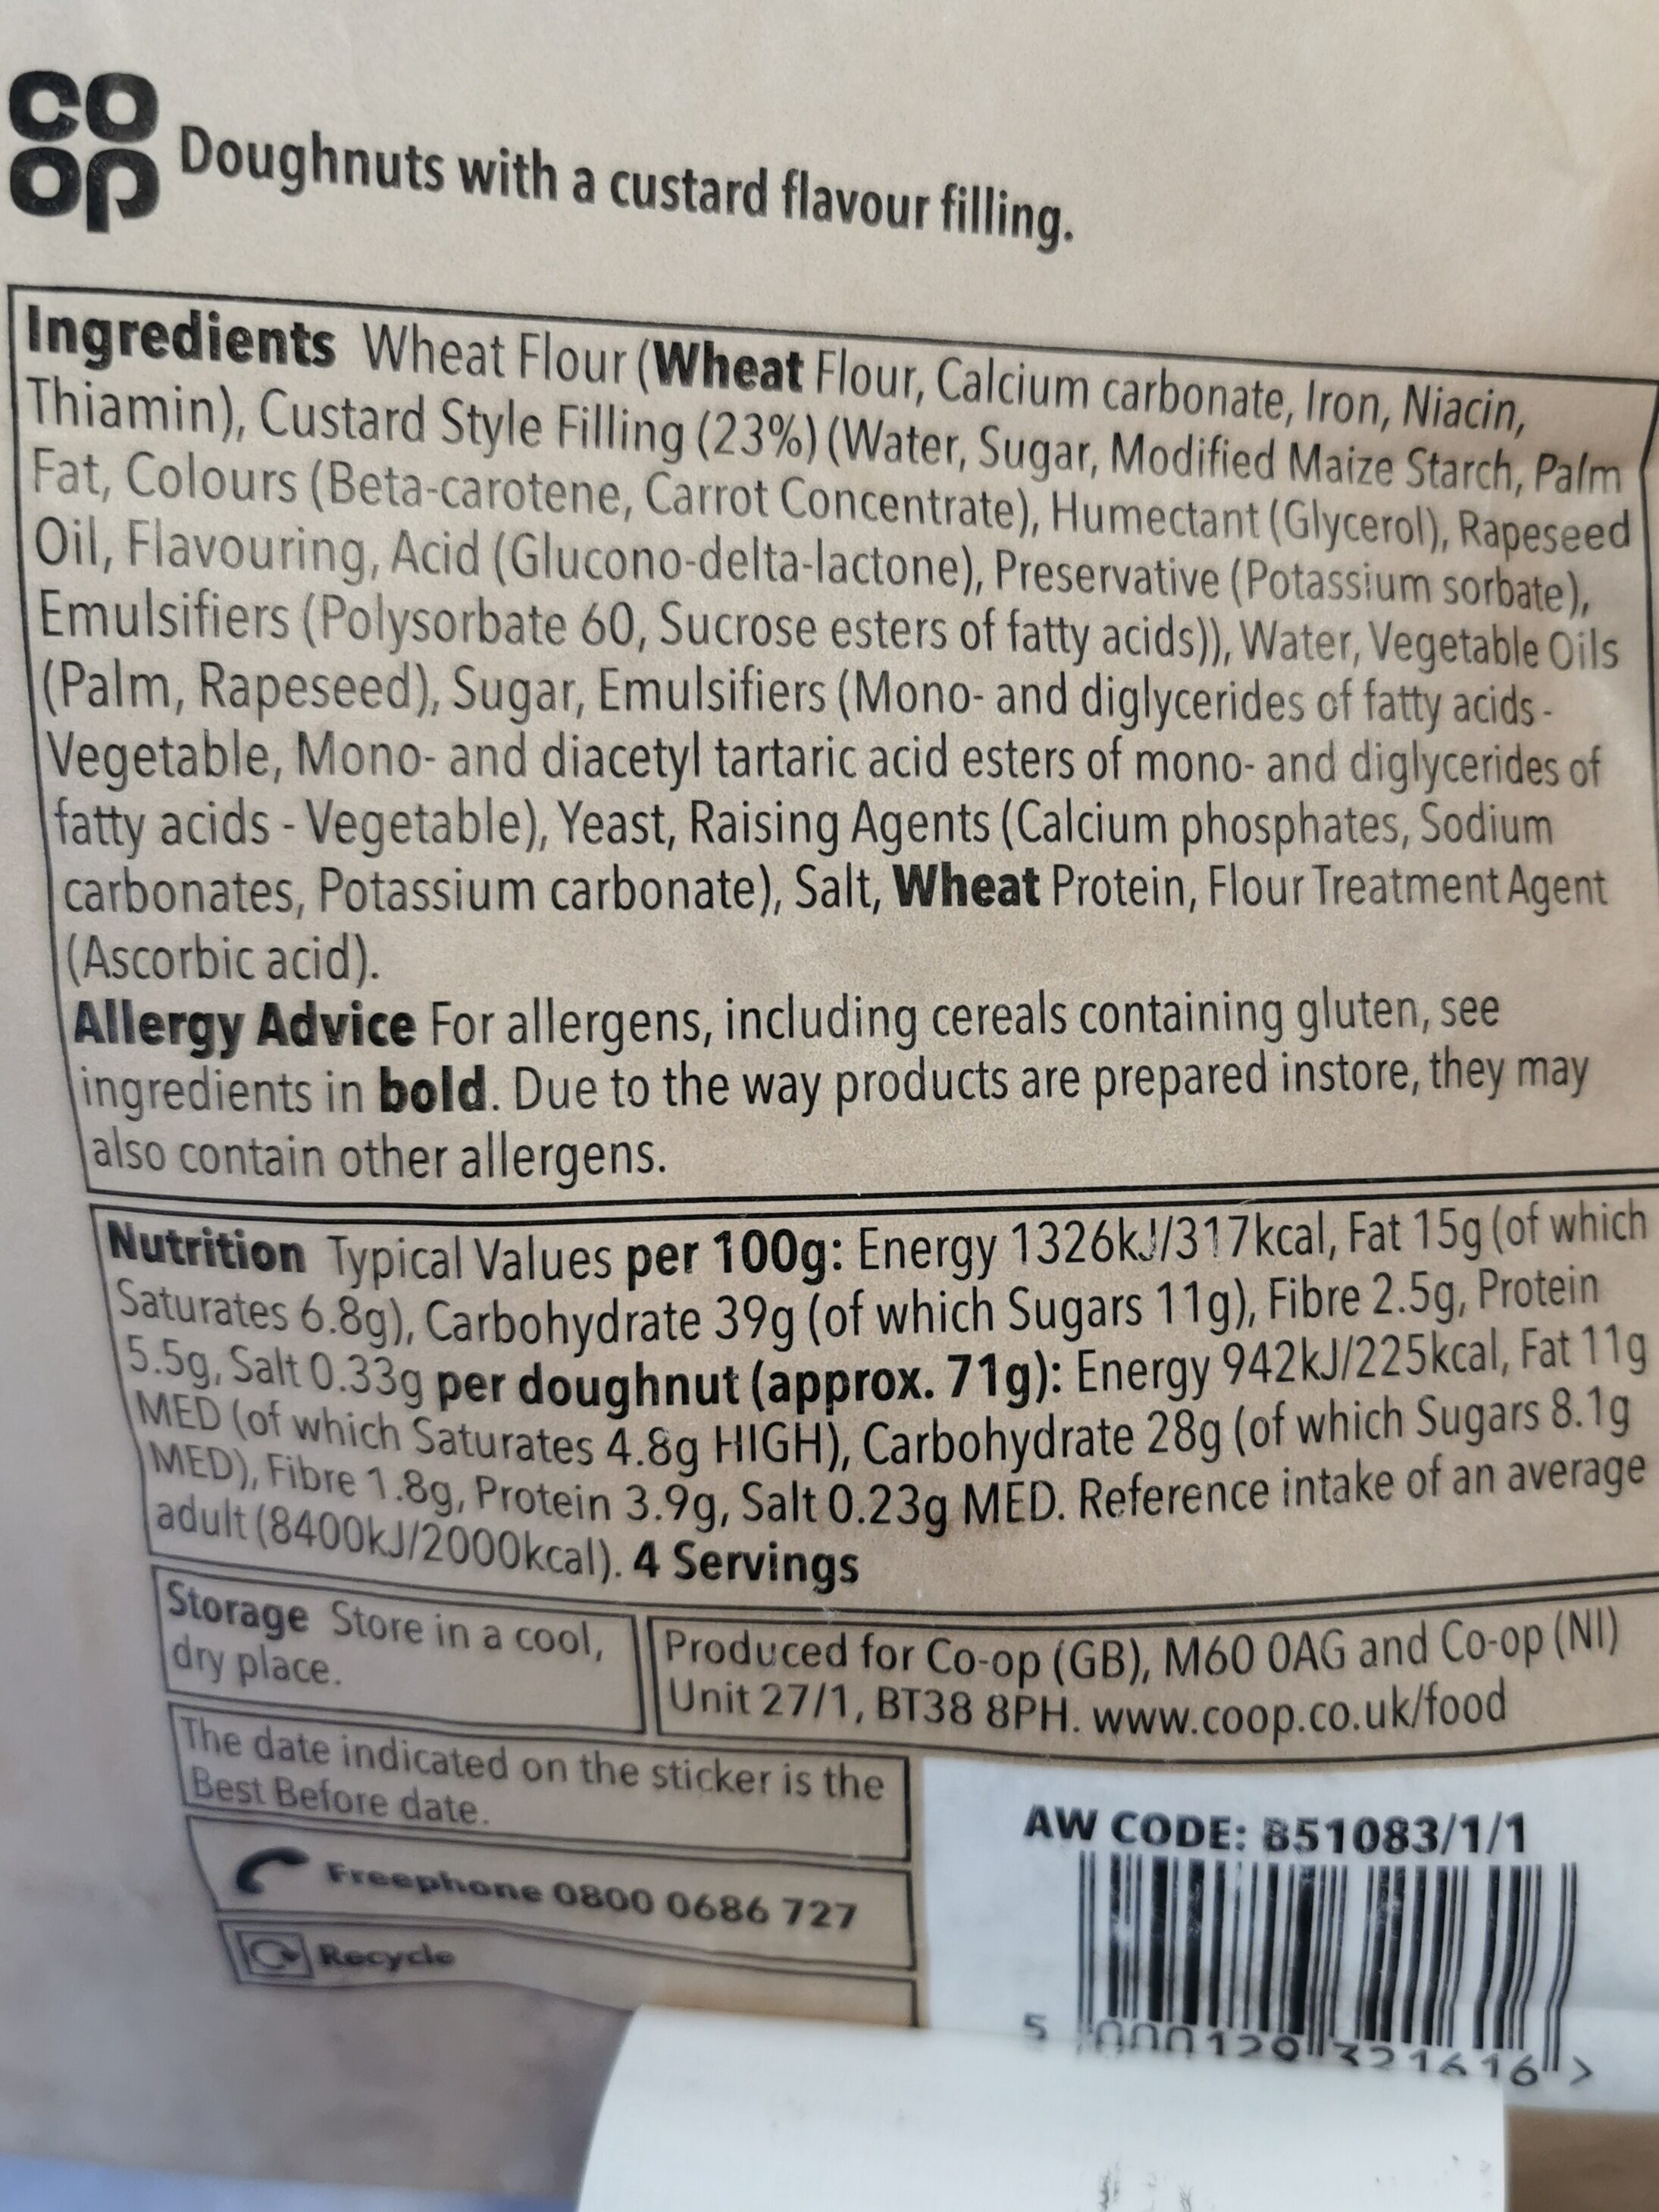 CO
OP
Doughnuts with a custard flavour filling.
Ingredients Wheat Flour (Wheat Flour, Calcium carbonate, Iron, Niacin,
Thiamin), Custard Style Filling (23%) (Water, Sugar, Modified Maize Starch, Palm
Fat, Colours (Beta-carotene, Carrot Concentrate), Humectant (Glycerol), Rapeseed
Oil, Flavouring, Acid (Glucono-delta-lactone), Preservative (Potassium sorbate),
Emulsifiers (Polysorbate 60, Sucrose esters of fatty acids)), Water, Vegetable Oils
(Palm, Rapeseed), Sugar, Emulsifiers (Mono- and diglycerides of fatty acids -
Vegetable, Mono- and diacetyl tartaric acid esters of mono- and diglycerides of
fatty acids - Vegetable), Yeast, Raising Agents (Calcium phosphates, Sodium
carbonates, Potassium carbonate), Salt, Wheat Protein, Flour Treatment Agent
(Ascorbic acid).
Allergy Advice For allergens, including cereals containing gluten, see
ingredients in bold. Due to the way products are prepared instore, they may
also contain other allergens.
Nutrition Typical Values per 100g: Energy 1326kJ/317kcal, Fat 15g (of which
Saturates 6.8g), Carbohydrate 39g (of which Sugars 11g), Fibre 2.5g, Protein
5.5g, Salt 0.33g per doughnut (approx. 71g): Energy 942kJ/225kcal, Fat 11g
MED (of which Saturates 4.8g HIGH), Carbohydrate 28g (of which Sugars 8.1g
MED), Fibre 1.8g, Protein 3.9g, Salt 0.23g MED. Reference intake of an average
adult (8400kJ/2000kcal). 4 Servings
Storage Store in a cool,
dry place.
Produced for Co-op (GB), M60 0AG and Co-op (NI)
Unit 27/1, BT38 8PH. www.coop.co.uk/food
The date indicated on the sticker is the
Best Before date.
Freephone 0800 0686 727
Recycle
AW CODE: B51083/1/1
5 000129 321616 >